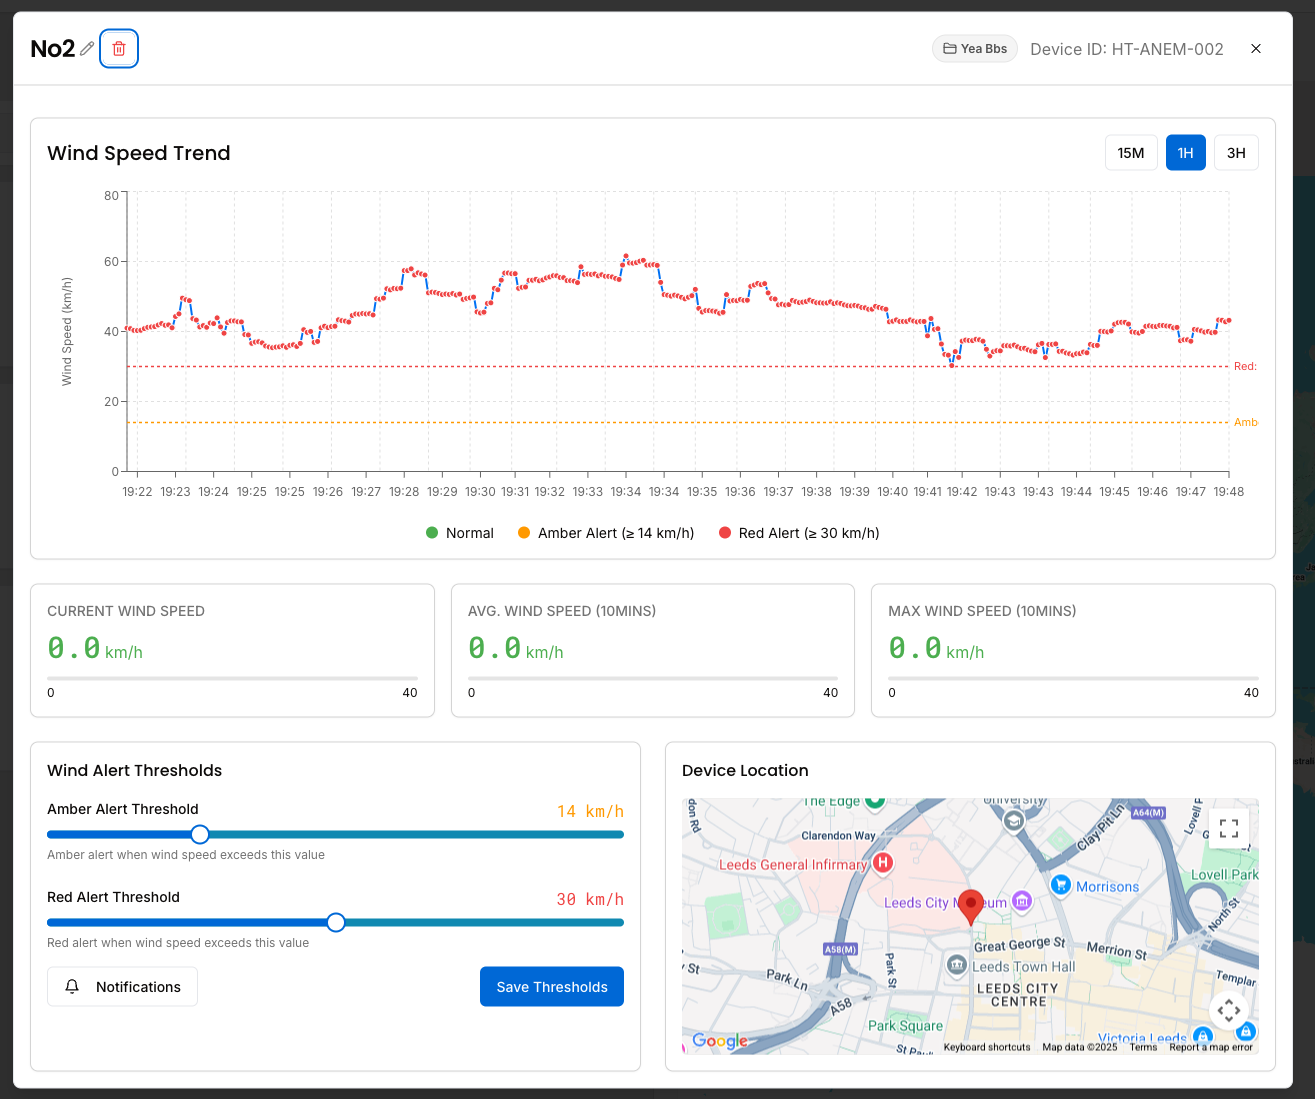 No2
Yea Bbs
Device ID: HT-ANEM-002
Wind Speed Trend
15M
1H
3H
Wind Speed (km/h)
80
60
40
20
0
Red:
Amb
19:22 19:23 19:24 19:25 19:25 19:26 19:27 19:28 19:29 19:30 19:31 19:32 19:33 19:34 19:34 19:35 19:36 19:37 19:38 19:39 19:40 19:41 19:42 19:43 19:43 19:44 19:45 19:46 19:47 19:48
Normal
Amber Alert (≥ 14 km/h)
Red Alert (≥ 30 km/h)
CURRENT WIND SPEED
0.0 km/h
0 40
AVG. WIND SPEED (10MINS)
0.0 km/h
0 40
MAX WIND SPEED (10MINS)
0.0 km/h
0 40
Wind Alert Thresholds
Amber Alert Threshold
14 km/h
Amber alert when wind speed exceeds this value
Red Alert Threshold
30 km/h
Red alert when wind speed exceeds this value
Notifications
Save Thresholds
Device Location
The Edge
University
A64(M)
don Rd
Clarendon Way
Clay Pit Ln
Lovell P
Leeds General Infirmary
H
Morrisons
Lovell Park
Leeds City M eum
North St
A58(M)
Great George St
Merrion St
Park St
Leeds Town Hall
y St
Park Ln
Templar
LEEDS CITY
CENTRE
A58
Park Square
Victoria Leeds
Google
St Pau
Keyboard shortcuts
Map data ©2025
Terms
Report a map error